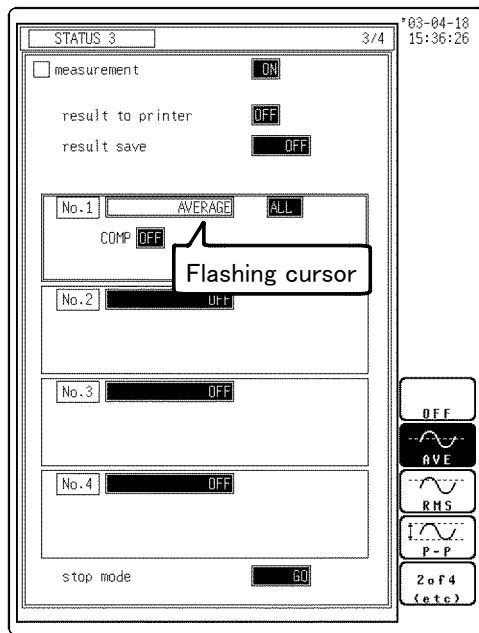 '03-04-18
STATUS 3 3/4 15:36:26
measurement ON
result to printer OFF
result save OFF
No.1 AVERAGE ALL
COMP OFF
Flashing cursor
No.2 OFF
No.3 OFF
OFF
AVE
No.4 OFF
RMS
P-P
stop mode GO
2of4
(etc)